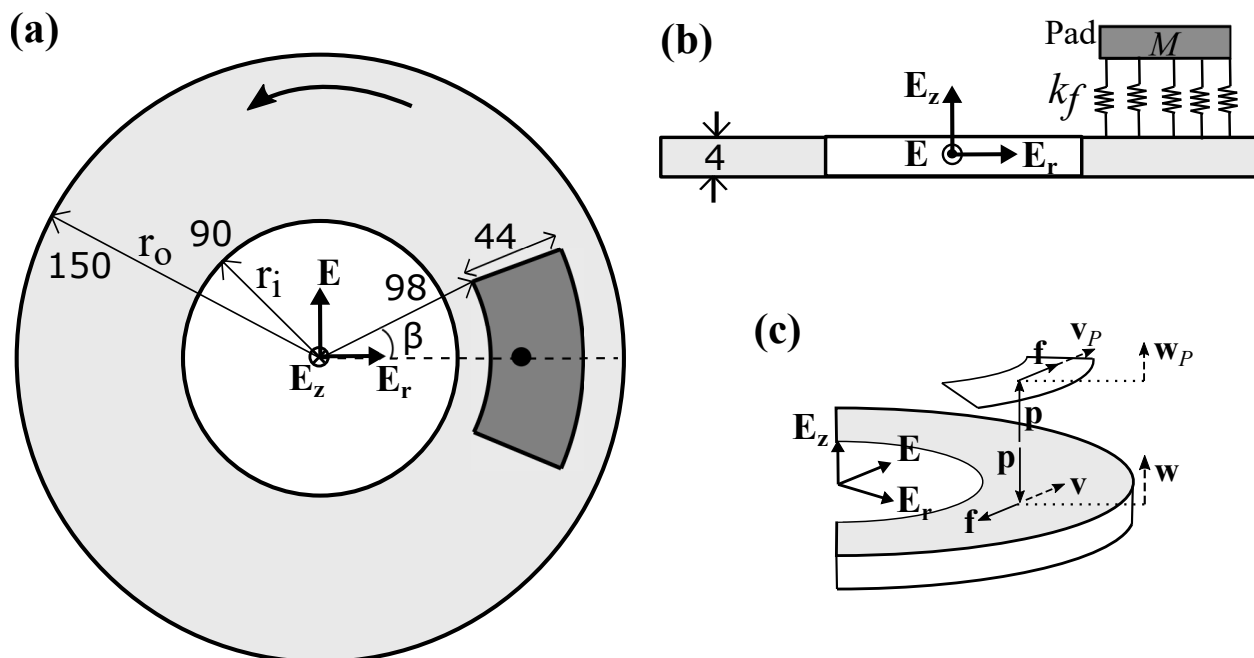 (a)
r_o
150
90
r_i
E
E_z
E_r
98
44
β
(b)
Pad
M
k_f
E_z
4
E
E_r
(c)
f
v_P
w_P
p
E_z
E
p
v
w
E_r
f